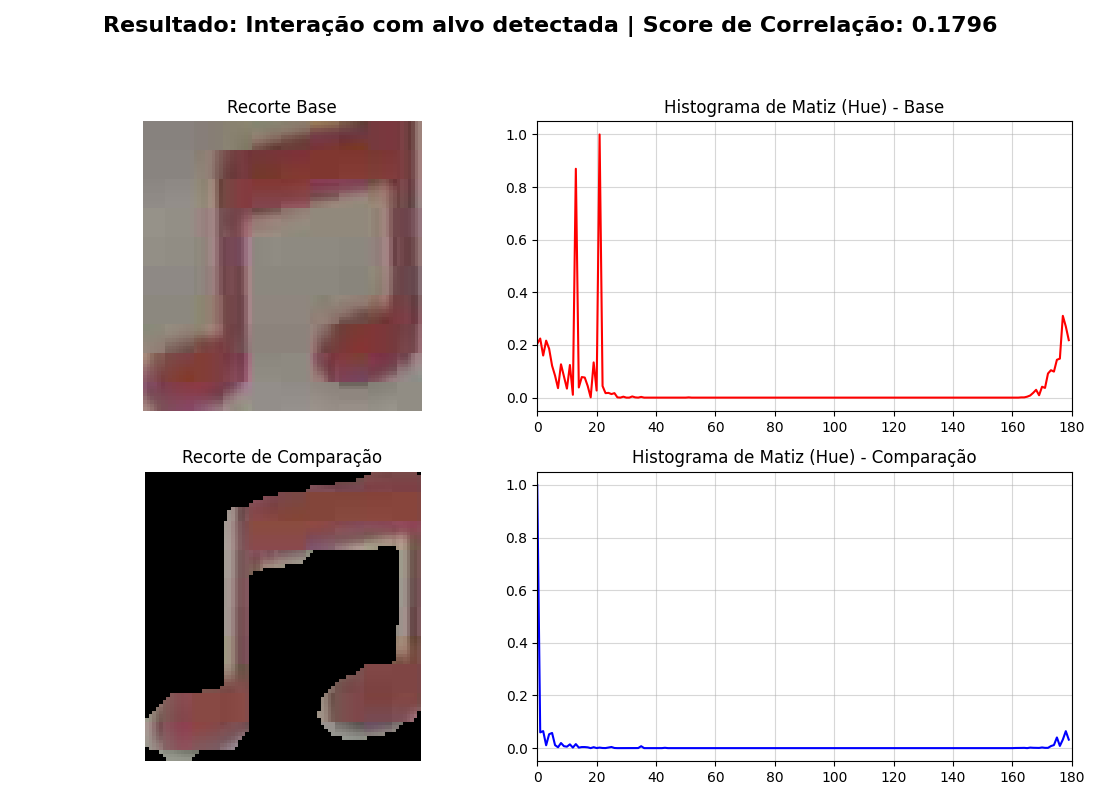 Resultado: Interação com alvo detectada | Score de Correlação: 0.1796
Recorte Base
Histograma de Matiz (Hue) - Base
1.0
0.8
0.6
0.4
0.2
0.0
0 20 40 60 80 100 120 140 160 180
Recorte de Comparação
Histograma de Matiz (Hue) - Comparação
1.0
0.8
0.6
0.4
0.2
0.0
0 20 40 60 80 100 120 140 160 180